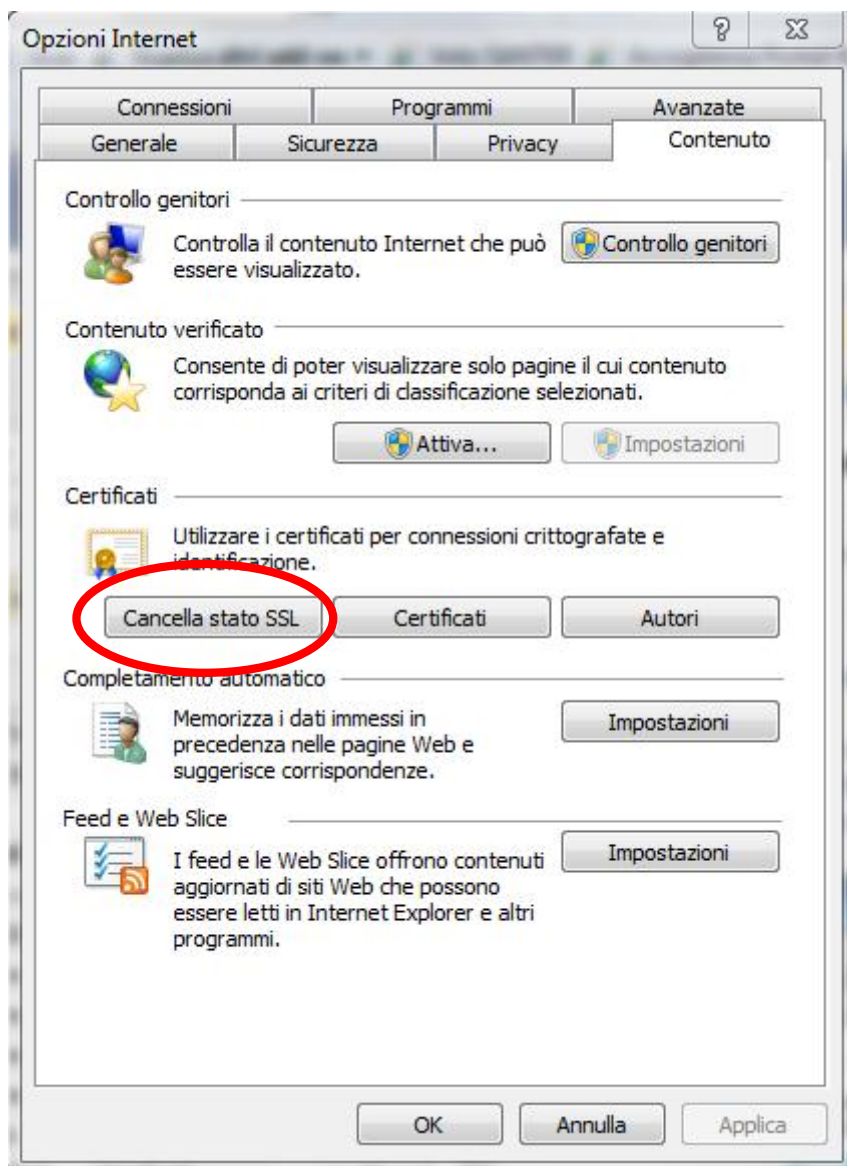 Opzioni Internet
Connessioni Programmi Avanzate
Generale Sicurezza Privacy Contenuto
Controllo genitori
Controlla il contenuto Internet che può
essere visualizzato.
Controllo genitori
Contenuto verificato
Consente di poter visualizzare solo pagine il cui contenuto
corrisponda ai criteri di classificazione selezionati.
Attiva... Impostazioni
Certificati
Utilizzare i certificati per connessioni crittografate e
identificazione.
Cancella stato SSL Certificati Autori
Completamento automatico
Memorizza i dati immessi in
precedenza nelle pagine Web e
suggerisce corrispondenze.
Impostazioni
Feed e Web Slice
I feed e le Web Slice offrono contenuti
aggiornati di siti Web che possono
essere letti in Internet Explorer e altri
programmi.
Impostazioni
OK Annulla Applica